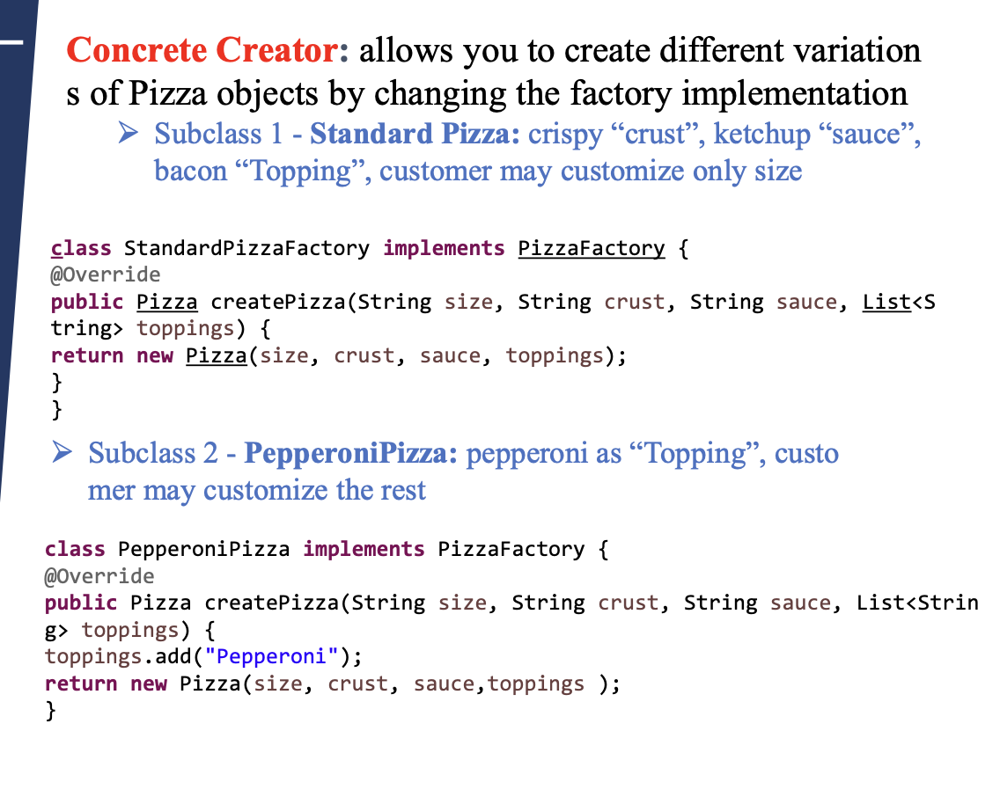 Concrete Creator: allows you to create different variation
s of Pizza objects by changing the factory implementation
➢ Subclass 1 - Standard Pizza: crispy “crust”, ketchup “sauce”,
bacon “Topping”, customer may customize only size
class StandardPizzaFactory implements PizzaFactory {
@Override
public Pizza createPizza(String size, String crust, String sauce, List<S
tring> toppings) {
return new Pizza(size, crust, sauce, toppings);
}
}
➢ Subclass 2 - PepperoniPizza: pepperoni as “Topping”, custo
mer may customize the rest
class PepperoniPizza implements PizzaFactory {
@Override
public Pizza createPizza(String size, String crust, String sauce, List<Strin
g> toppings) {
toppings.add("Pepperoni");
return new Pizza(size, crust, sauce,toppings );
}